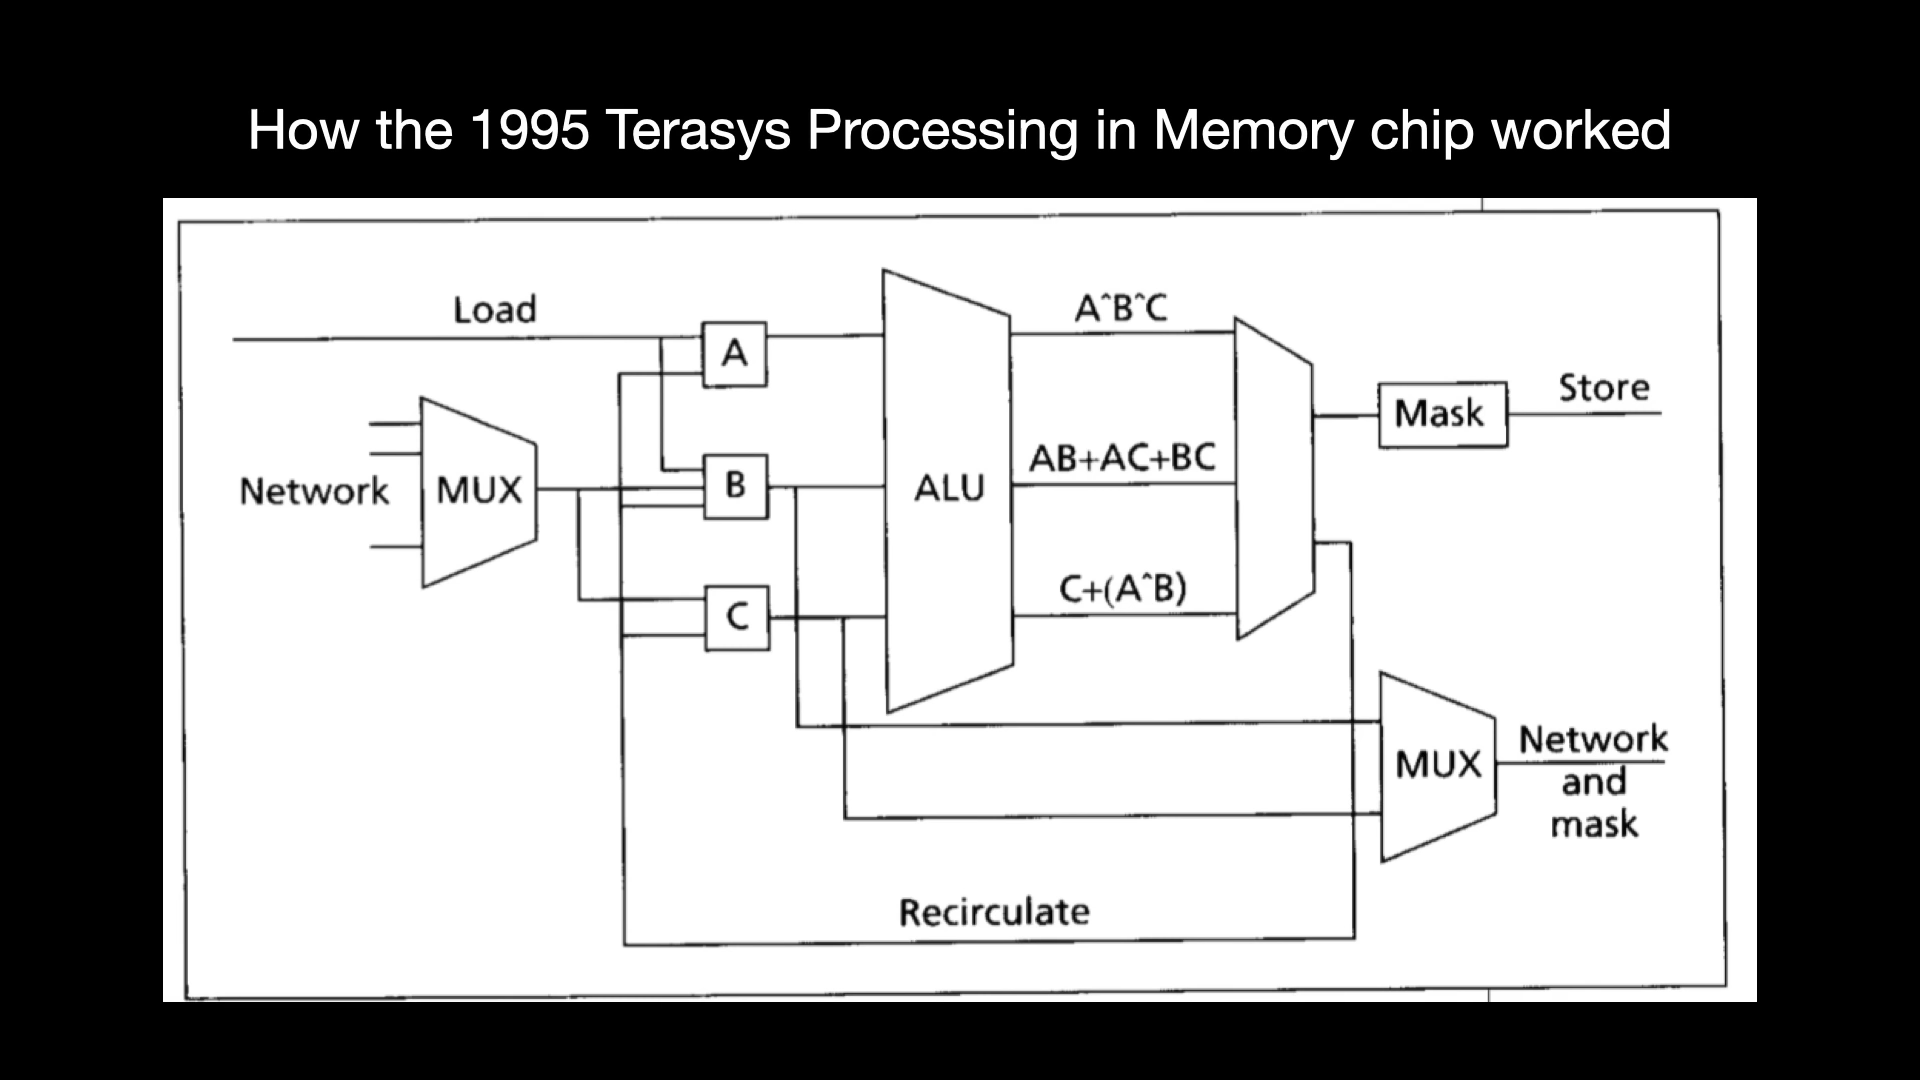 How the 1995 Terasys Processing in Memory chip worked
Load
A
A^B^C
Mask
Store
Network
MUX
B
ALU
AB+AC+BC
C
C+(A^B)
MUX
Network
and
mask
Recirculate